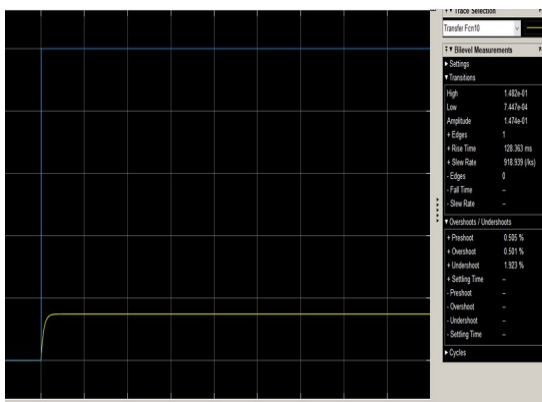 Trace Selection
Transfer Fcn10
Bilevel Measurements
Settings
Transitions
High 1.482e-01
Low 7.447e-04
Amplitude 1.474e-01
+ Edges 1
+ Rise Time 128.363 ms
+ Slew Rate 918.939 (/ks)
- Edges 0
- Fall Time --
- Slew Rate --
Overshoots / Undershoots
+ Preshoot 0.505 %
+ Overshoot 0.501 %
+ Undershoot 1.923 %
+ Settling Time --
- Preshoot --
- Overshoot --
- Undershoot --
- Settling Time --
Cycles